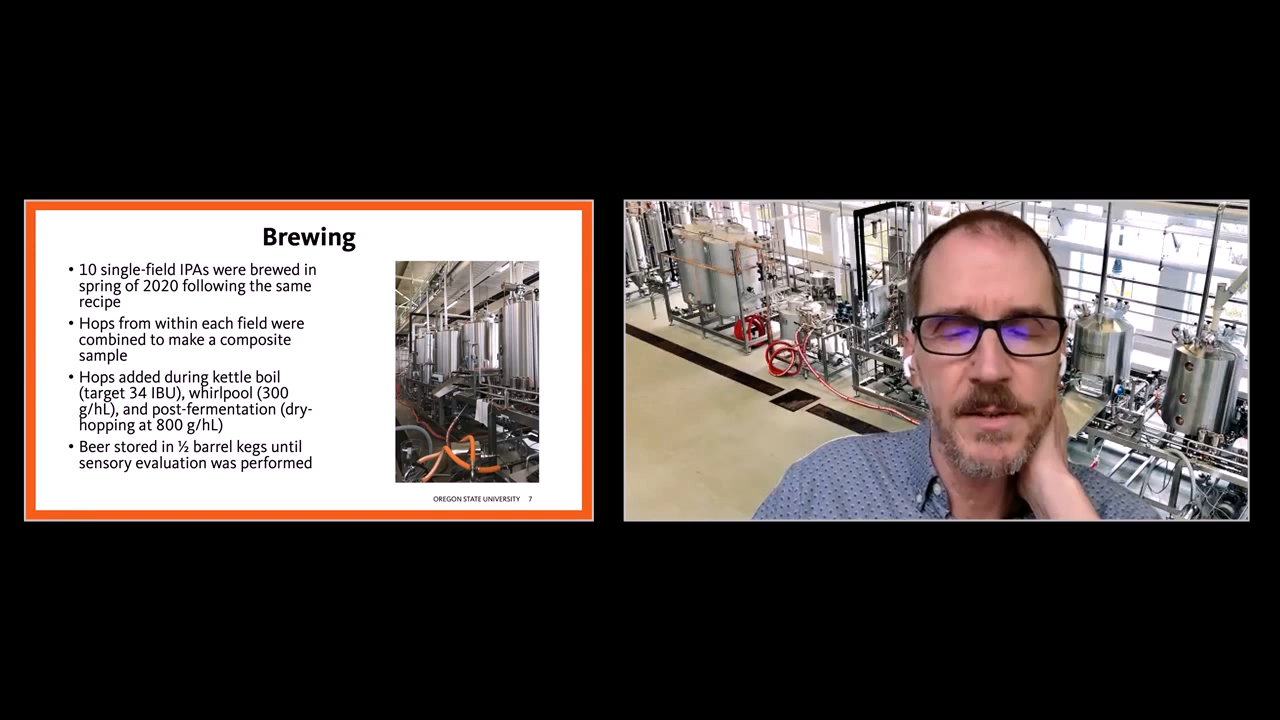 Brewing
• 10 single-field IPAs were brewed in
spring of 2020 following the same
recipe
• Hops from within each field were
combined to make a composite
sample
• Hops added during kettle boil
(target 34 IBU), whirlpool (300
g/hL), and post-fermentation (dry-
hopping at 800 g/hL)
• Beer stored in ½ barrel kegs until
sensory evaluation was performed
OREGON STATE UNIVERSITY 7